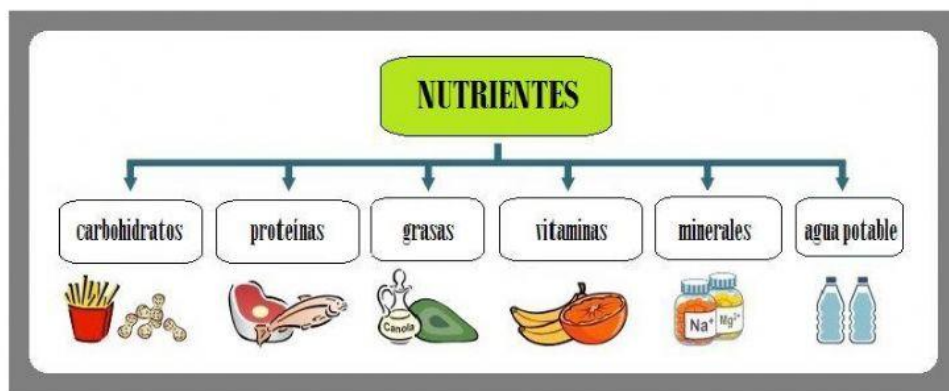 NUTRIENTES
carbohidratos
proteínas
grasas
vitaminas
minerales
agua potable
Canola
Na⁺
Mg²⁺